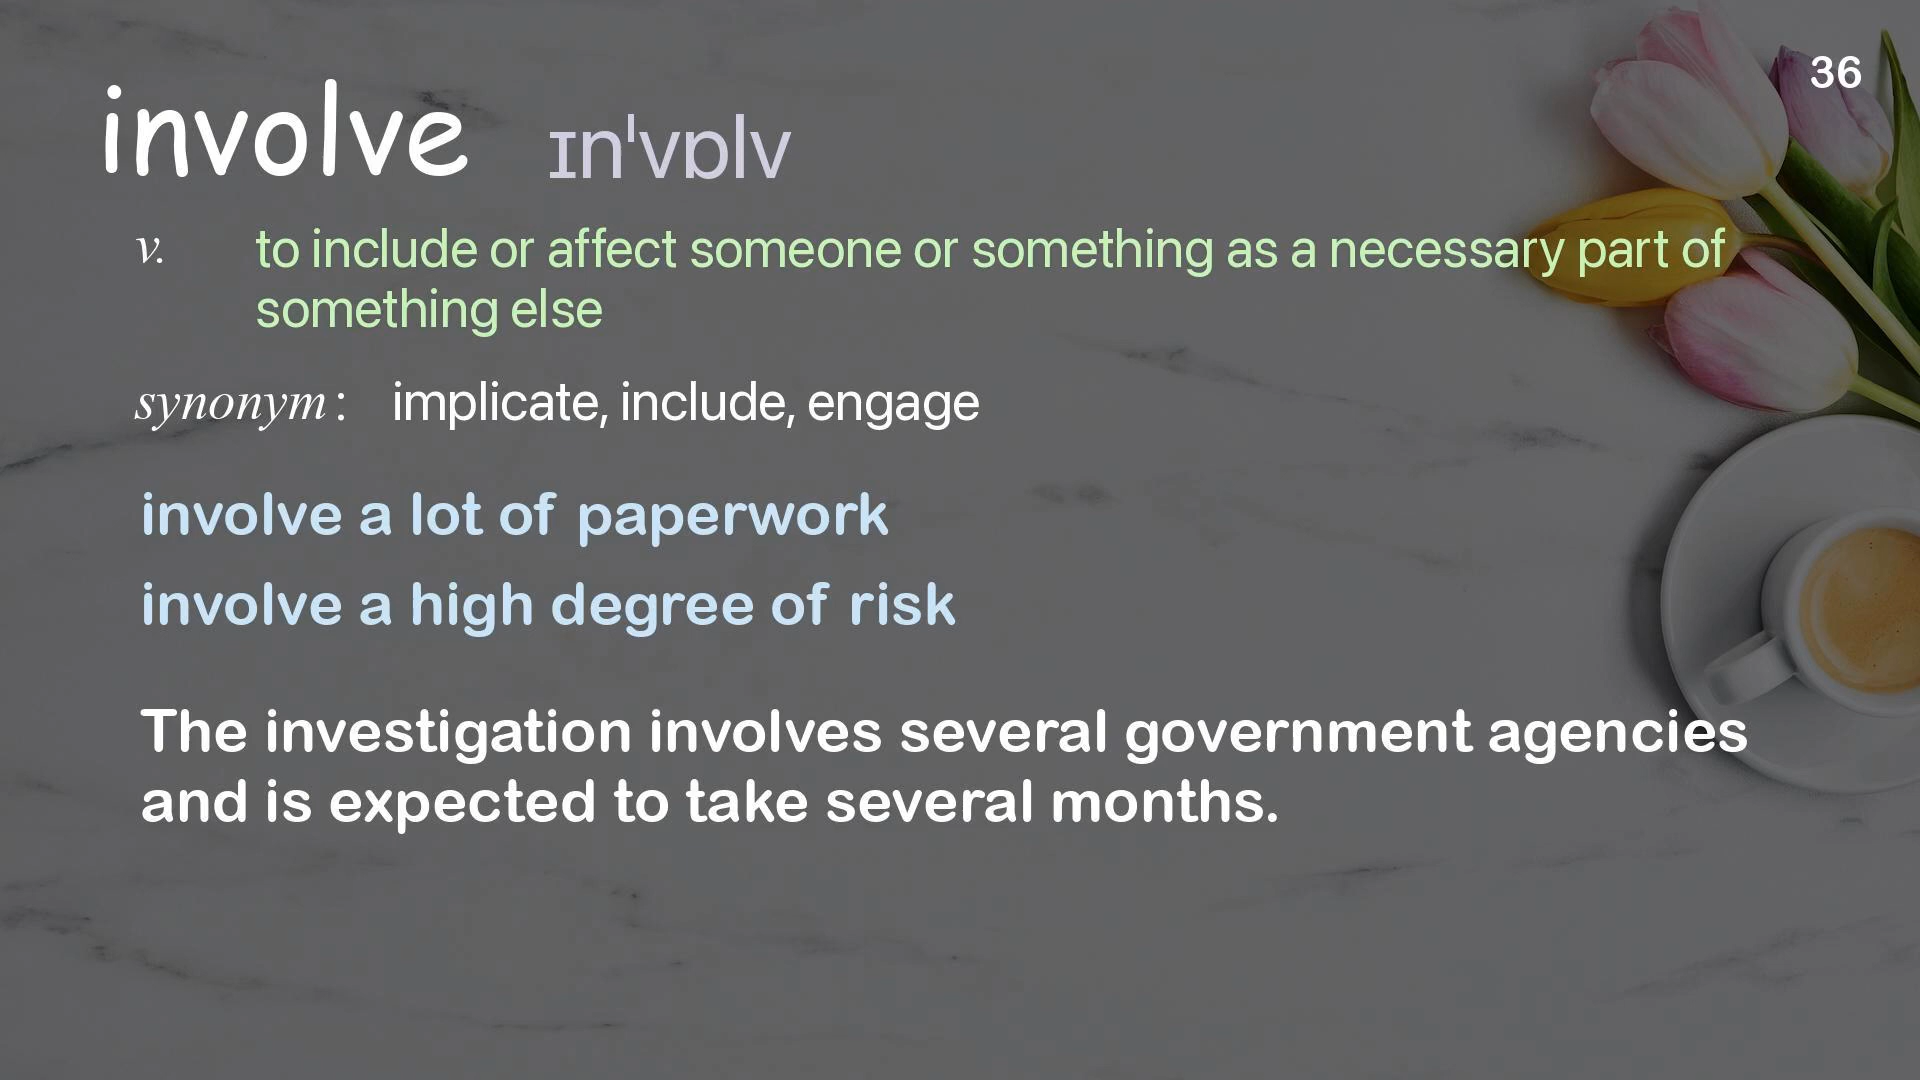 36
involve ɪnˈvɒlv
v. to include or affect someone or something as a necessary part of
something else
synonym : implicate, include, engage
involve a lot of paperwork
involve a high degree of risk
The investigation involves several government agencies
and is expected to take several months.